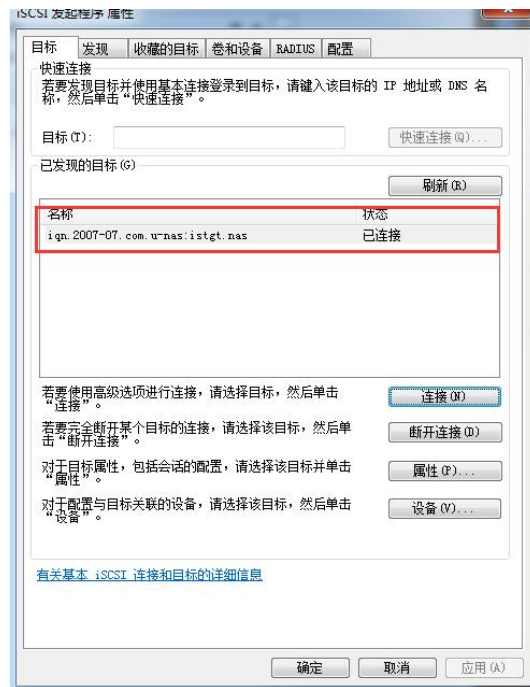 iSCSI 发起程序 属性
目标 发现 收藏的目标 卷和设备 RADIUS 配置
快速连接
若要发现目标并使用基本连接登录到目标，请键入该目标的 IP 地址或 DNS 名
称，然后单击“快速连接”。
目标(T):
快速连接(Q)...
已发现的目标(G)
刷新(R)
名称 状态
iqn.2007-07.com.u-nas:istgt.nas 已连接
若要使用高级选项进行连接，请选择目标，然后单击
“连接”。
连接(N)
若要完全断开某个目标的连接，请选择该目标，然后单
击“断开连接”。
断开连接(D)
对于目标属性，包括会话的配置，请选择该目标并单击
“属性”。
属性(P)...
对于配置与目标关联的设备，请选择该目标，然后单击
“设备”。
设备(V)...
有关基本 iSCSI 连接和目标的详细信息
确定 取消 应用(A)